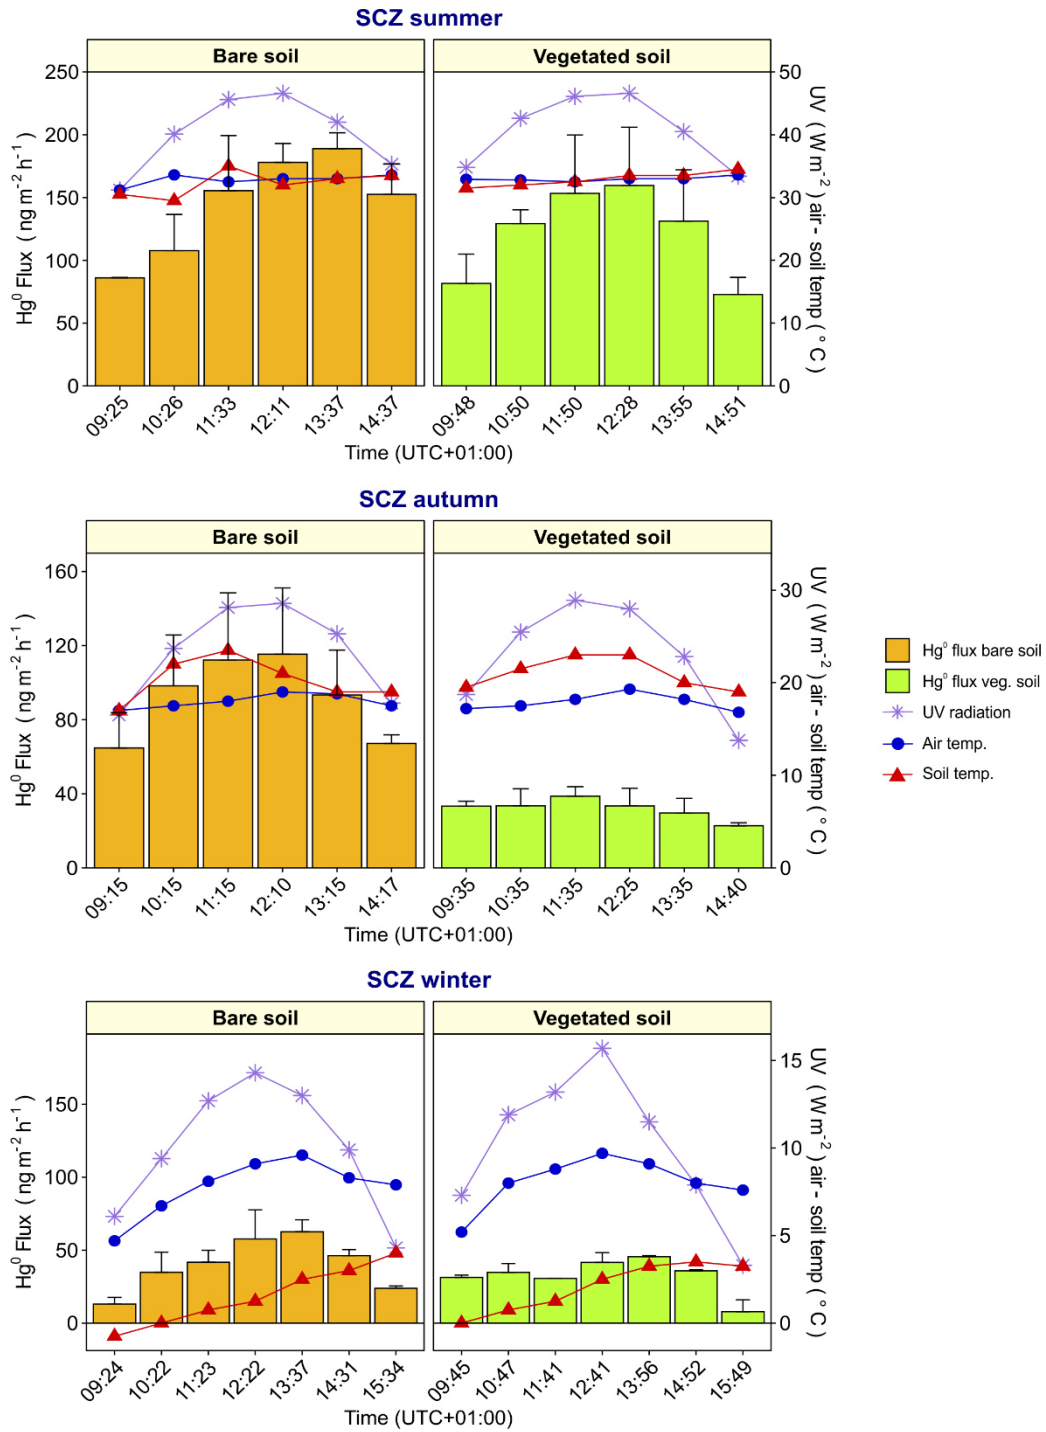 SCZ summer
Bare soil
Vegetated soil
Hg⁰ Flux ( ng m⁻² h⁻¹ )
250
200
150
100
50
0
50
40
30
20
10
0
UV ( W m⁻² ) air - soil temp ( ° C )
09:25 10:26 11:33 12:11 13:37 14:37
09:48 10:50 11:50 12:28 13:55 14:51
Time (UTC+01:00)
SCZ autumn
Bare soil
Vegetated soil
Hg⁰ Flux ( ng m⁻² h⁻¹ )
160
120
80
40
0
30
20
10
0
UV ( W m⁻² ) air - soil temp ( ° C )
09:15 10:15 11:15 12:10 13:15 14:17
09:35 10:35 11:35 12:25 13:35 14:40
Time (UTC+01:00)
Hg⁰ flux bare soil
Hg⁰ flux veg. soil
UV radiation
Air temp.
Soil temp.
SCZ winter
Bare soil
Vegetated soil
Hg⁰ Flux ( ng m⁻² h⁻¹ )
150
100
50
0
15
10
5
0
UV ( W m⁻² ) air - soil temp ( ° C )
09:24 10:22 11:23 12:22 13:37 14:31 15:34
09:45 10:47 11:41 12:41 13:56 14:52 15:49
Time (UTC+01:00)